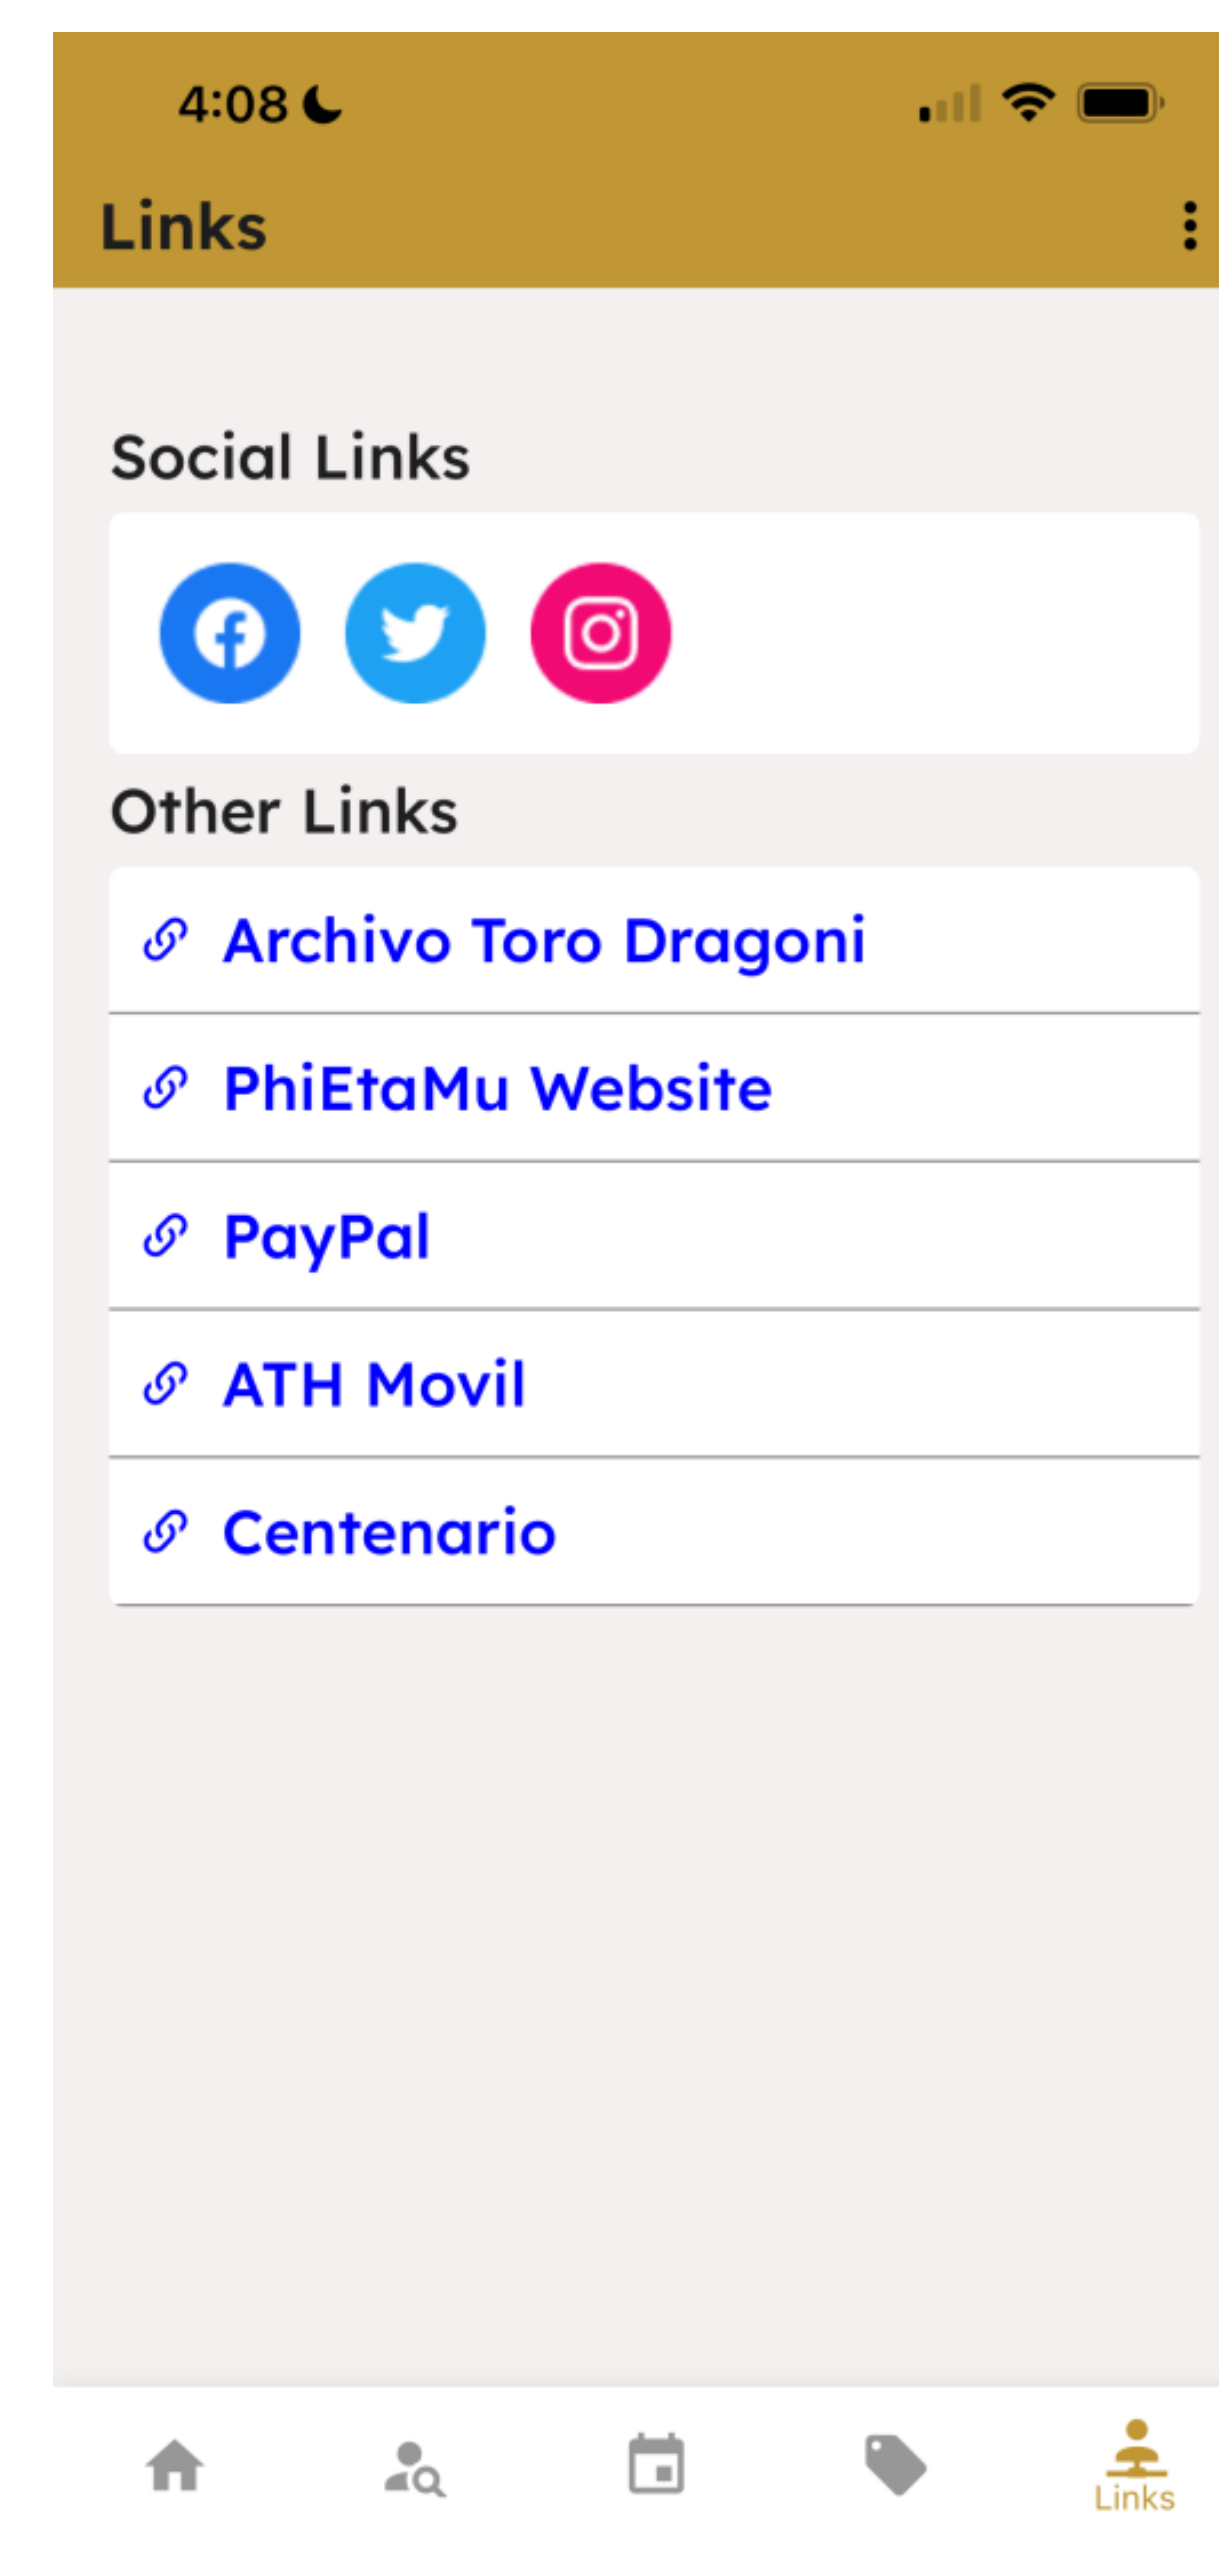 4:08
Links
Social Links
Other Links
Archivo Toro Dragoni
PhiEtaMu Website
PayPal
ATH Movil
Centenario
Links